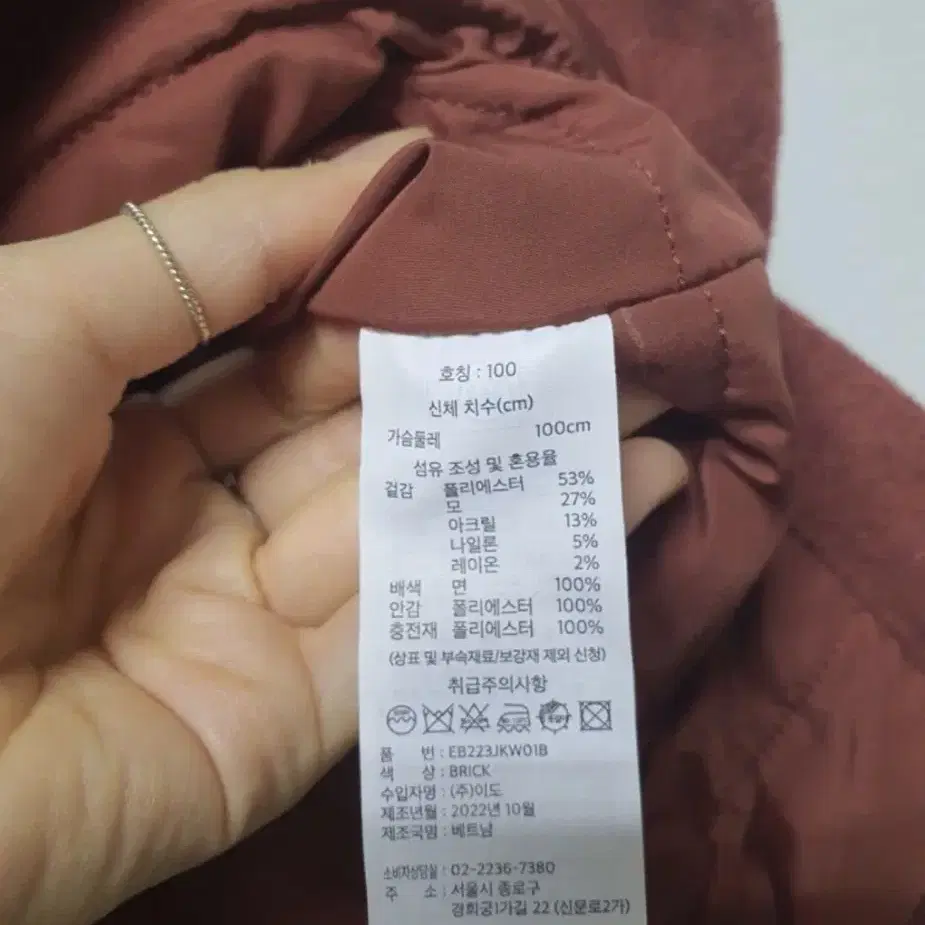 호칭 : 100
신체 치수(cm)
가슴둘레 100cm
섬유 조성 및 혼용율
겉감 폴리에스터 53%
모 27%
아크릴 13%
나일론 5%
레이온 2%
배색 면 100%
안감 폴리에스터 100%
충전재 폴리에스터 100%
(상표 및 부속재료/보강재 제외 신청)
취급주의사항
품 번 : EB223JKW01B
색 상 : BRICK
수입자명 : (주)이도
제조년월 : 2022년 10월
제조국명 : 베트남
소비자상담실 : 02-2236-7380
주 소 : 서울시 종로구
경희궁1가길 22 (신문로2가)